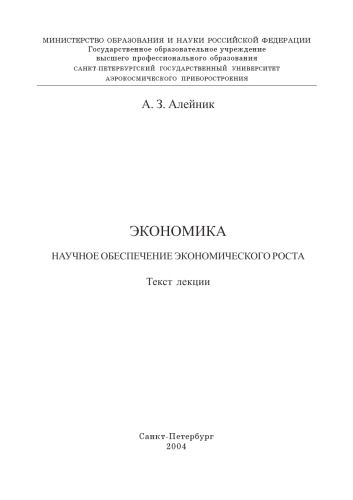 МИНИСТЕРСТВО ОБРАЗОВАНИЯ И НАУКИ РОССИЙСКОЙ ФЕДЕРАЦИИ
Государственное образовательное учреждение
высшего профессионального образования
САНКТ-ПЕТЕРБУРГСКИЙ ГОСУДАРСТВЕННЫЙ УНИВЕРСИТЕТ
АЭРОКОСМИЧЕСКОГО ПРИБОРОСТРОЕНИЯ
А. З. Алейник
ЭКОНОМИКА
НАУЧНОЕ ОБЕСПЕЧЕНИЕ ЭКОНОМИЧЕСКОГО РОСТА
Текст лекции
Санкт-Петербург
2004